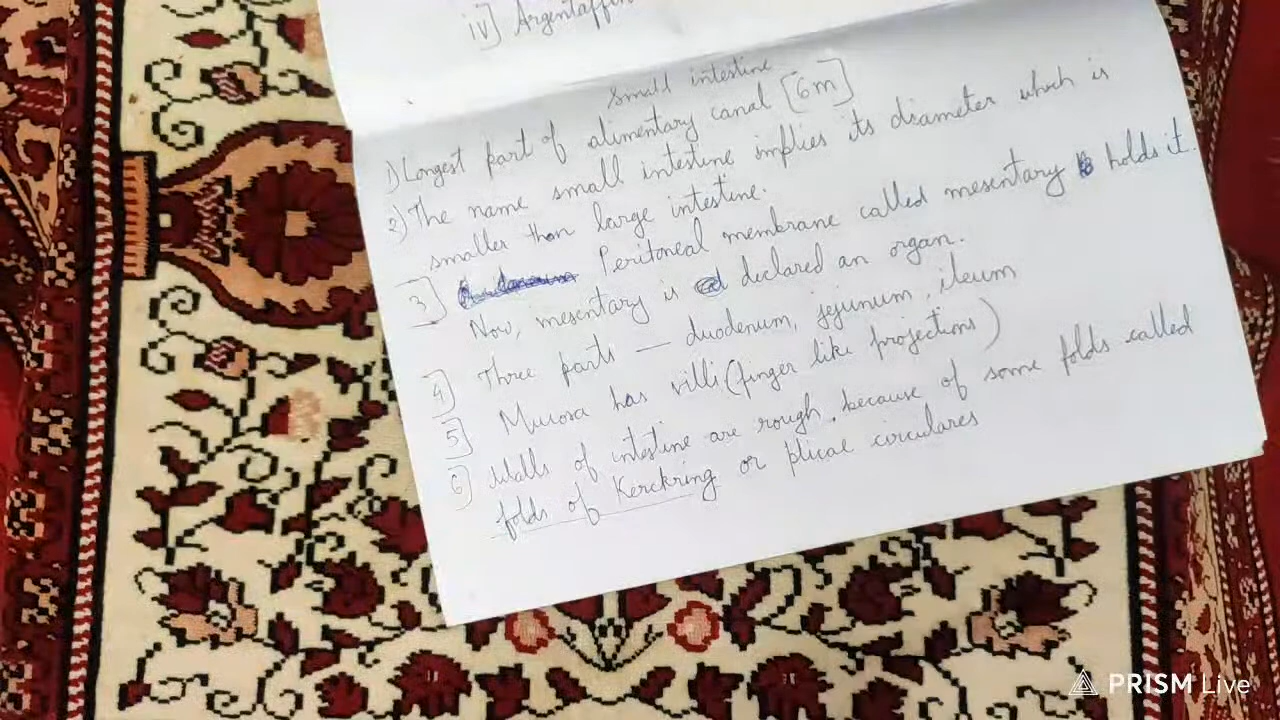 iv] Argentaffin
Small intestine
1) Longest part of alimentary canal [6m]
2) The name small intestine implies its diameter which is
smaller than large intestine.
3] Peritoneal membrane called mesentary holds it.
Now, mesentary is declared an organ.
4] Three parts — duodenum, jejunum, ileum
5] Mucosa has villi (finger like projections)
6] Walls of intestine are rough, because of some folds called
folds of Kerckring or plicae circulares
PRISM Live